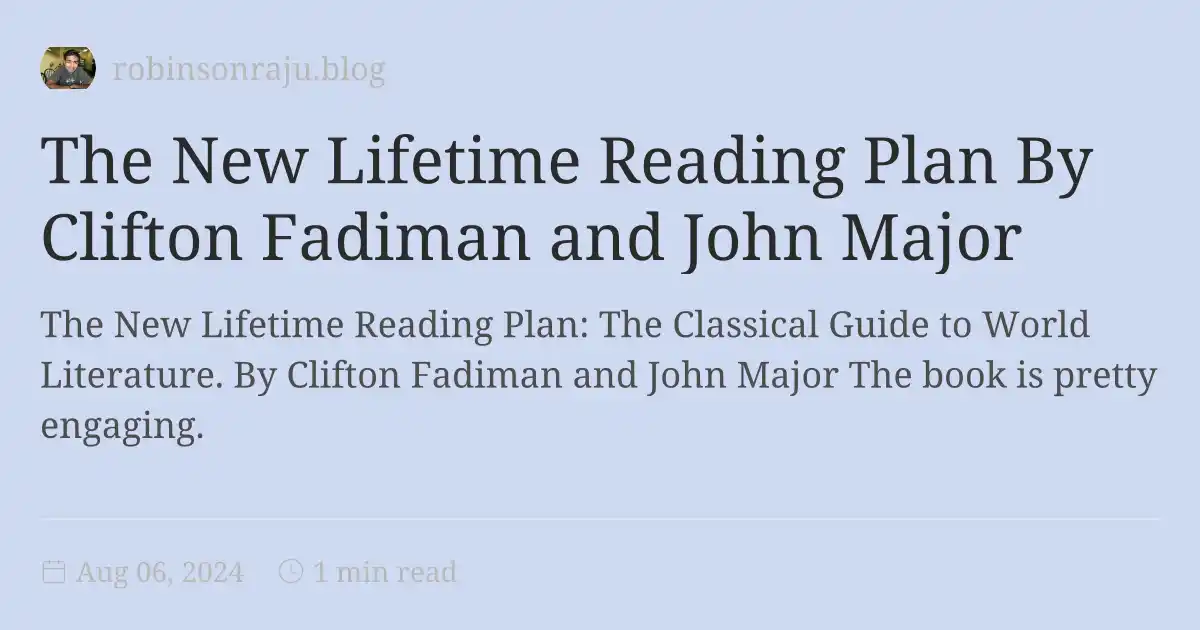 robinsonraju.blog
The New Lifetime Reading Plan By
Clifton Fadiman and John Major
The New Lifetime Reading Plan: The Classical Guide to World
Literature. By Clifton Fadiman and John Major The book is pretty
engaging.
Aug 06, 2024 1 min read